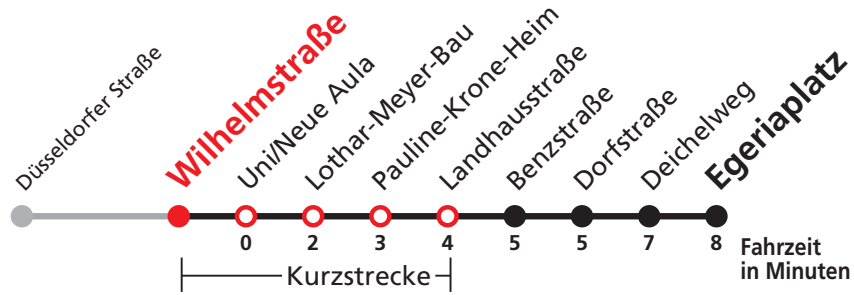 Düsseldorfer Straße
Wilhelmstraße
Uni/Neue Aula
Lothar-Meyer-Bau
Pauline-Krone-Heim
Landhausstraße
Benzstraße
Dorfstraße
Deichelweg
Egeriaplatz
0 2 3 4 5 5 7 8 Fahrzeit
in Minuten
Kurzstrecke